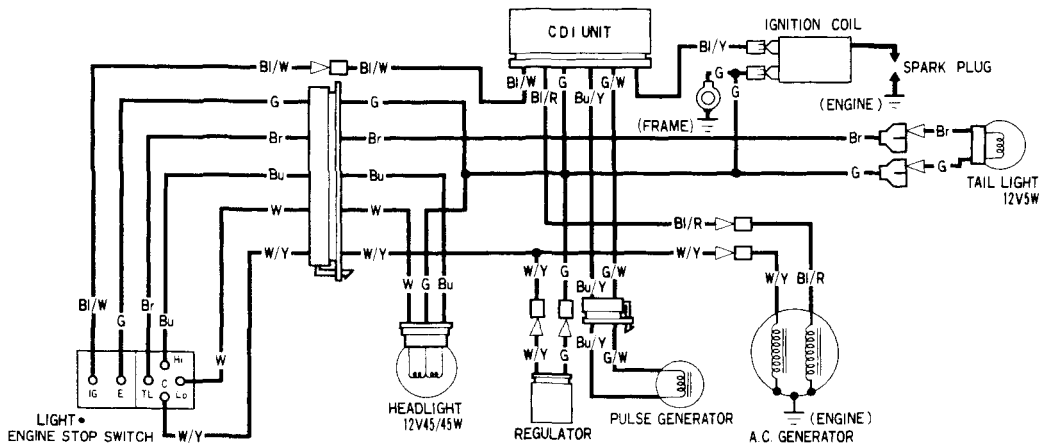 CDI UNIT
IGNITION COIL
Bl/Y
G
G
SPARK PLUG
(ENGINE)
(FRAME)
Bl/W
Bl/W
Bl/W
Bl/R
G
Bu/Y
G/W
G
G
Br
Br
Br
Br
Bu
Bu
G
G
TAIL LIGHT
12V5W
W
W
Bl/R
W/Y
W/Y
W/Y
W/Y
G
Bu/Y
G/W
W/Y
Bl/R
Bl/W
G
Br
Bu
W
G
Bu
W
Bu/Y
G/W
W/Y
G
Hi
C
Lo
IG
E
TL
HEADLIGHT
12V45/45W
REGULATOR
PULSE GENERATOR
(ENGINE)
A.C. GENERATOR
LIGHT•
ENGINE STOP SWITCH
W/Y